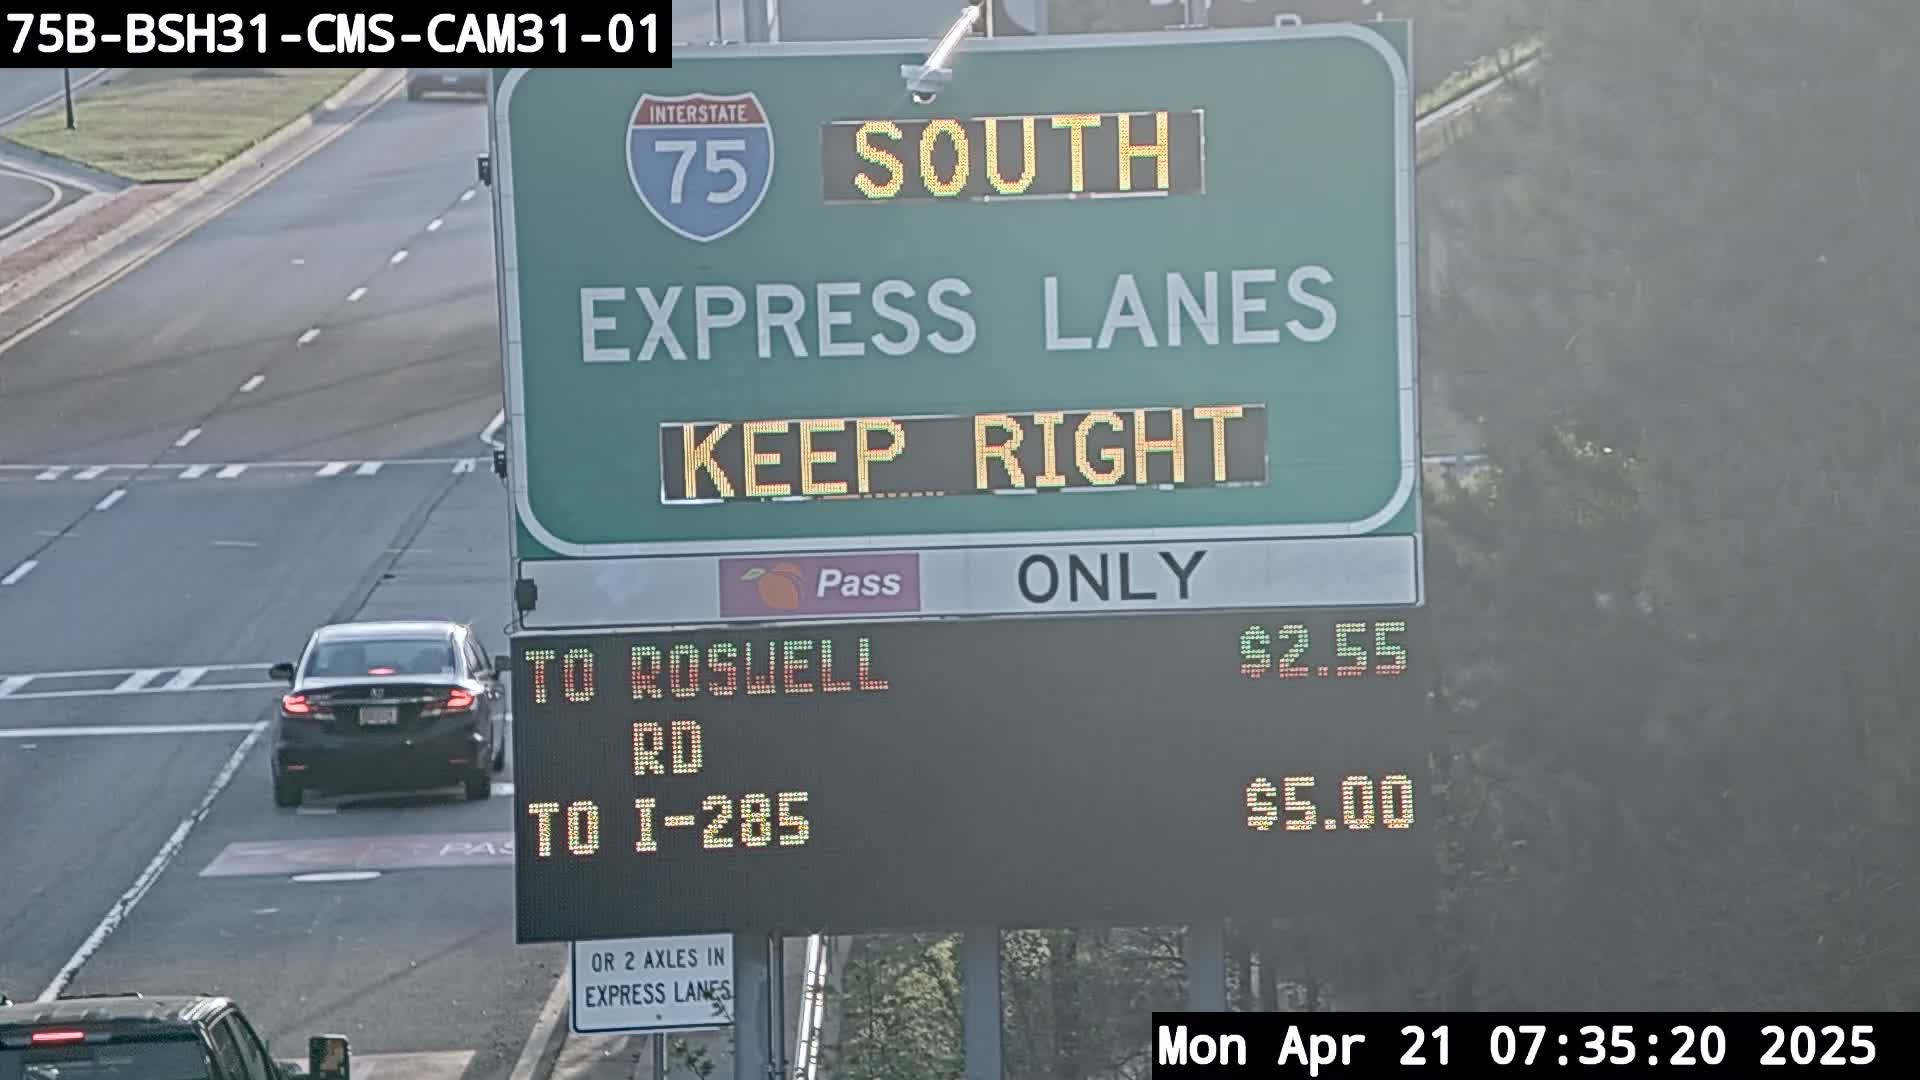 75B-BSH31-CMS-CAM31-01
INTERSTATE
75
SOUTH
EXPRESS LANES
KEEP RIGHT
Pass ONLY
TO ROSWELL $2.55
RD
TO I-285 $5.00
PAS
OR 2 AXLES IN
EXPRESS LANES
Mon Apr 21 07:35:20 2025